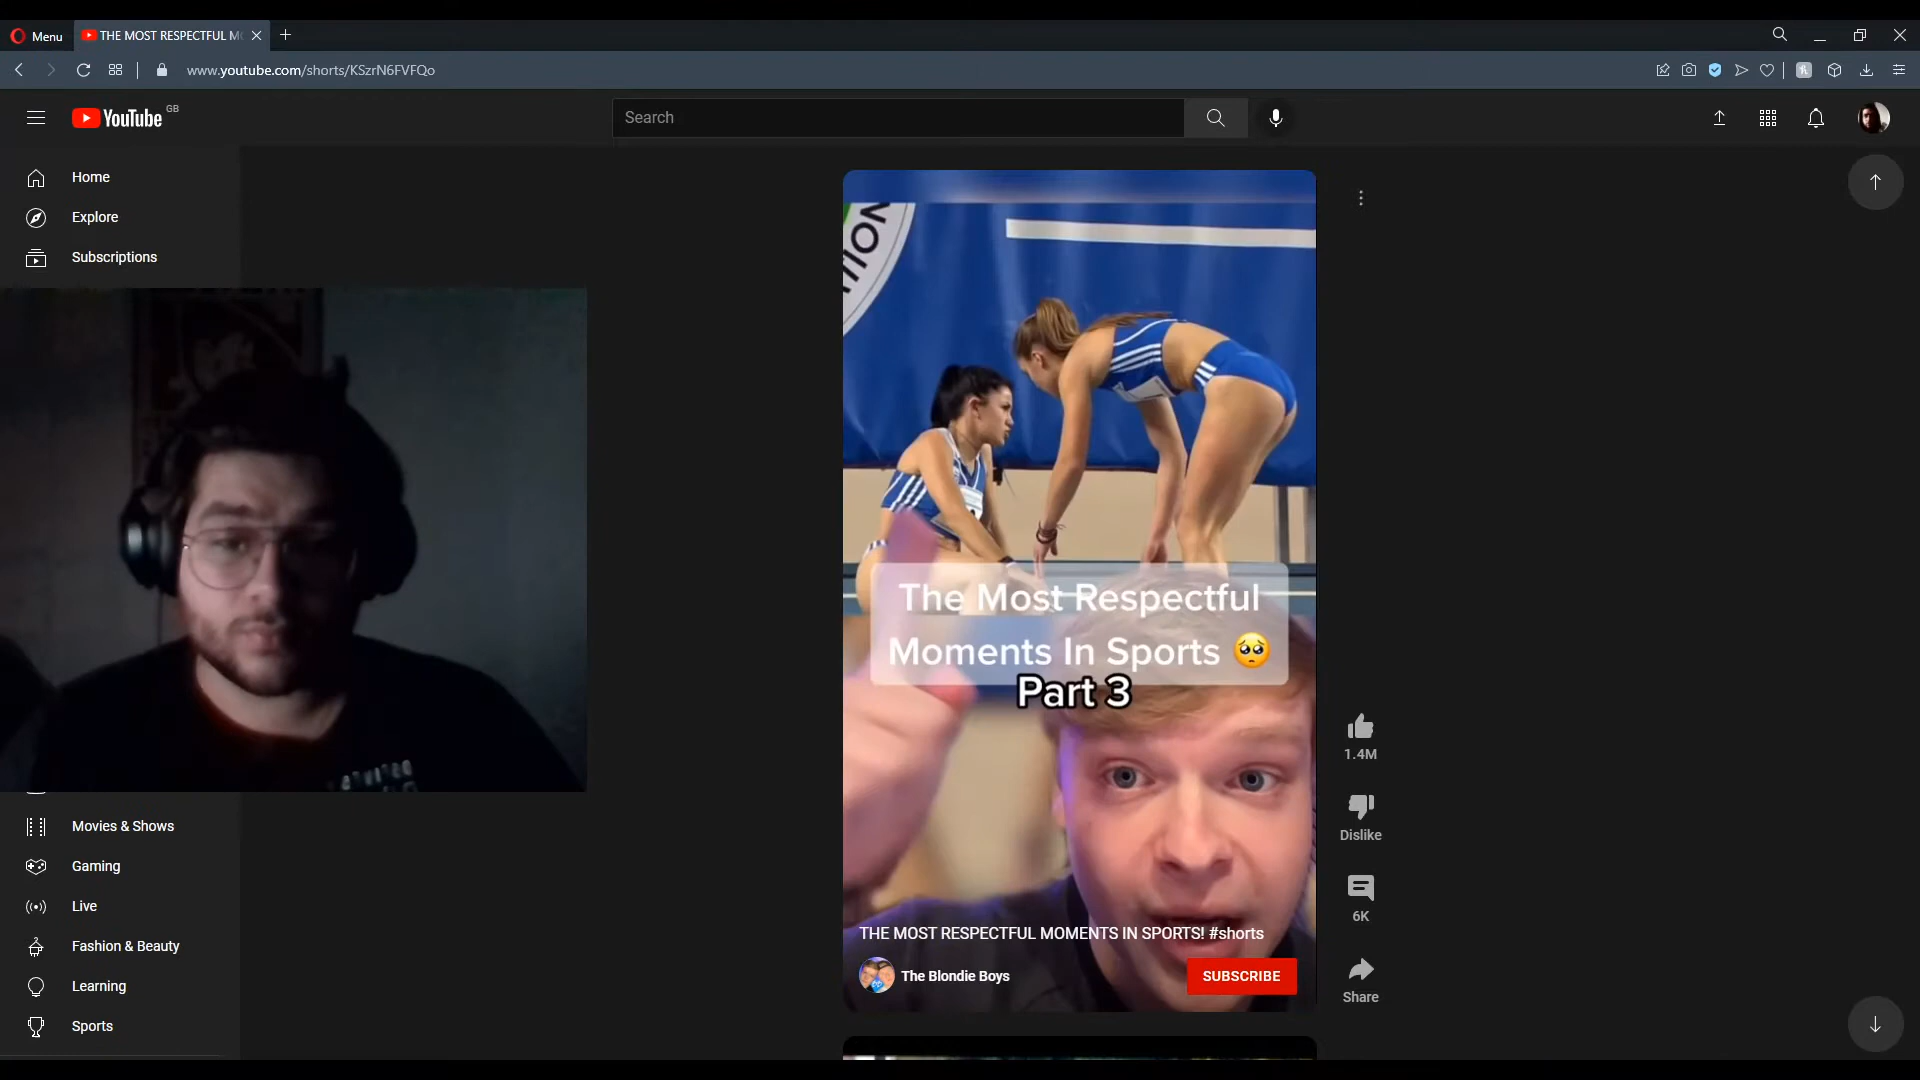 Menu
THE MOST RESPECTFUL M
www.youtube.com/shorts/KSzrN6FVFQo
YouTube GB
Search
Home
Explore
Subscriptions
Movies & Shows
Gaming
Live
Fashion & Beauty
Learning
Sports
The Most Respectful
Moments In Sports 🥺
Part 3
THE MOST RESPECTFUL MOMENTS IN SPORTS! #shorts
The Blondie Boys
SUBSCRIBE
1.4M
Dislike
6K
Share